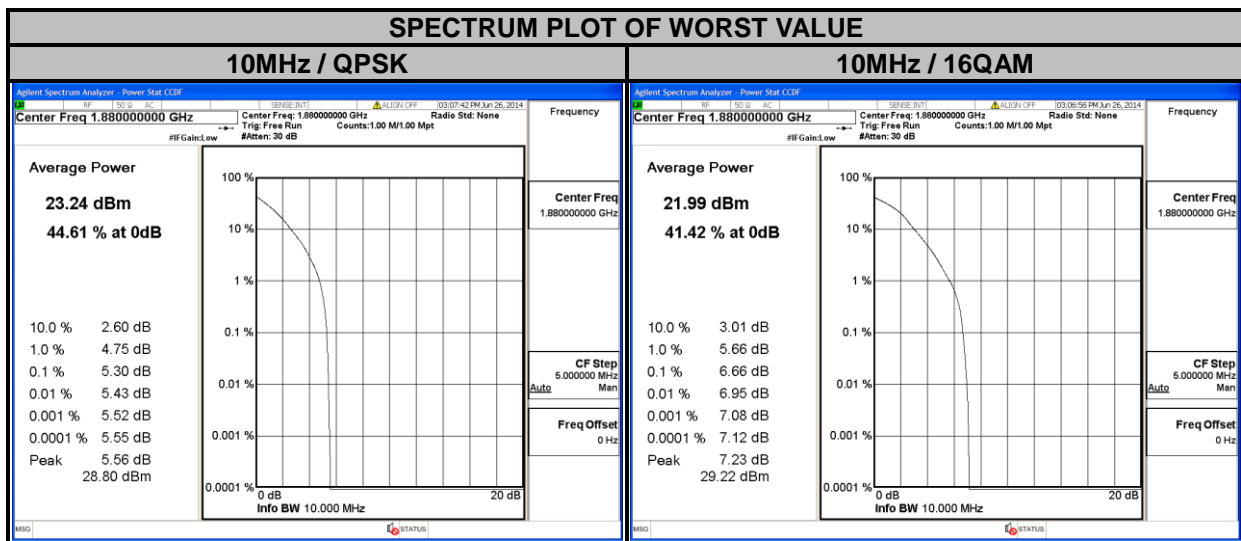 SPECTRUM PLOT OF WORST VALUE
10MHz / QPSK
10MHz / 16QAM
Agilent Spectrum Analyzer - Power Stat CCDF
RF 50 Ω AC SENSE:INT ALIGN OFF 03:07:42 PM Jun 26, 2014
Center Freq 1.880000000 GHz
Center Freq: 1.880000000 GHz Radio Std: None
Trig: Free Run Counts:1.00 M/1.00 Mpt
#IFGain:Low #Atten: 30 dB
Frequency
Average Power
23.24 dBm
44.61 % at 0dB
10.0 % 2.60 dB
1.0 % 4.75 dB
0.1 % 5.30 dB
0.01 % 5.43 dB
0.001 % 5.52 dB
0.0001 % 5.55 dB
Peak 5.56 dB
28.80 dBm
100 %
10 %
1 %
0.1 %
0.01 %
0.001 %
0.0001 %
0 dB 20 dB
Info BW 10.000 MHz
Center Freq
1.880000000 GHz
CF Step
5.000000 MHz
Auto Man
Freq Offset
0 Hz
MSG STATUS
Agilent Spectrum Analyzer - Power Stat CCDF
RF 50 Ω AC SENSE:INT ALIGN OFF 03:06:56 PM Jun 26, 2014
Center Freq 1.880000000 GHz
Center Freq: 1.880000000 GHz Radio Std: None
Trig: Free Run Counts:1.00 M/1.00 Mpt
#IFGain:Low #Atten: 30 dB
Frequency
Average Power
21.99 dBm
41.42 % at 0dB
10.0 % 3.01 dB
1.0 % 5.66 dB
0.1 % 6.66 dB
0.01 % 6.95 dB
0.001 % 7.08 dB
0.0001 % 7.12 dB
Peak 7.23 dB
29.22 dBm
100 %
10 %
1 %
0.1 %
0.01 %
0.001 %
0.0001 %
0 dB 20 dB
Info BW 10.000 MHz
Center Freq
1.880000000 GHz
CF Step
5.000000 MHz
Auto Man
Freq Offset
0 Hz
MSG STATUS